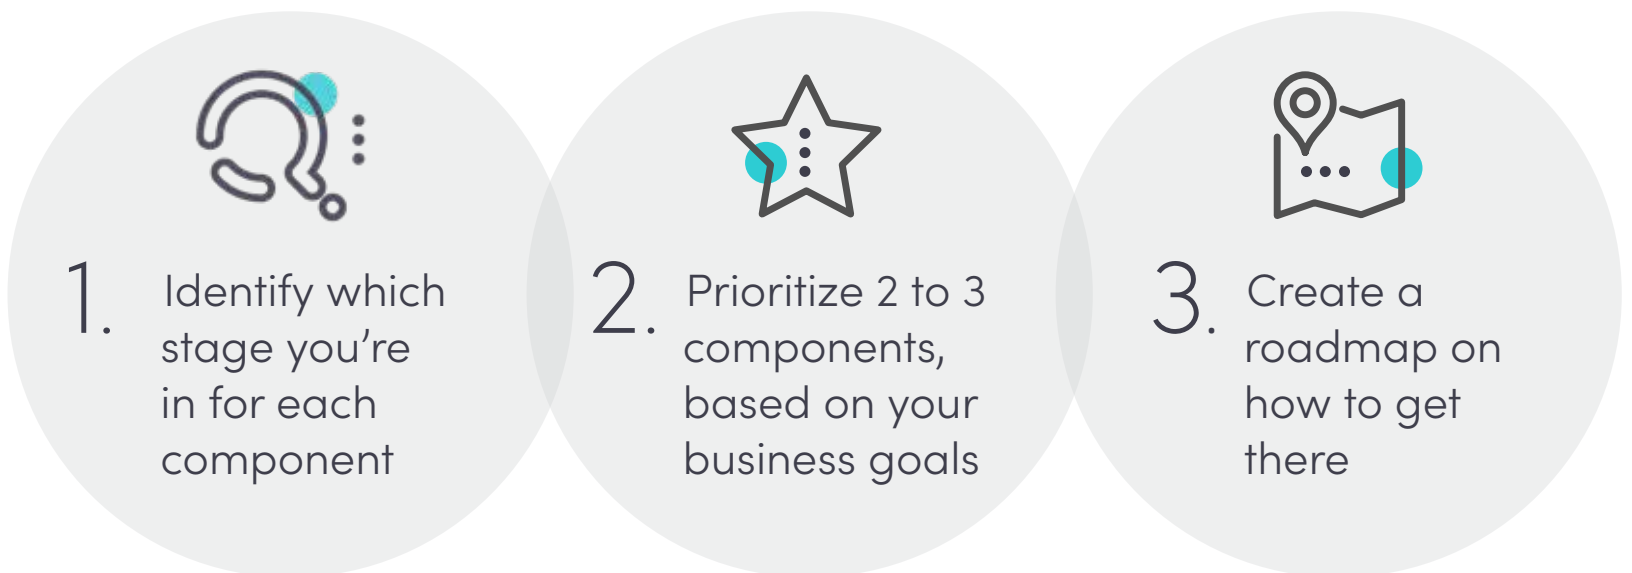 1. Identify which
stage you’re
in for each
component
2. Prioritize 2 to 3
components,
based on your
business goals
3. Create a
roadmap on
how to get
there